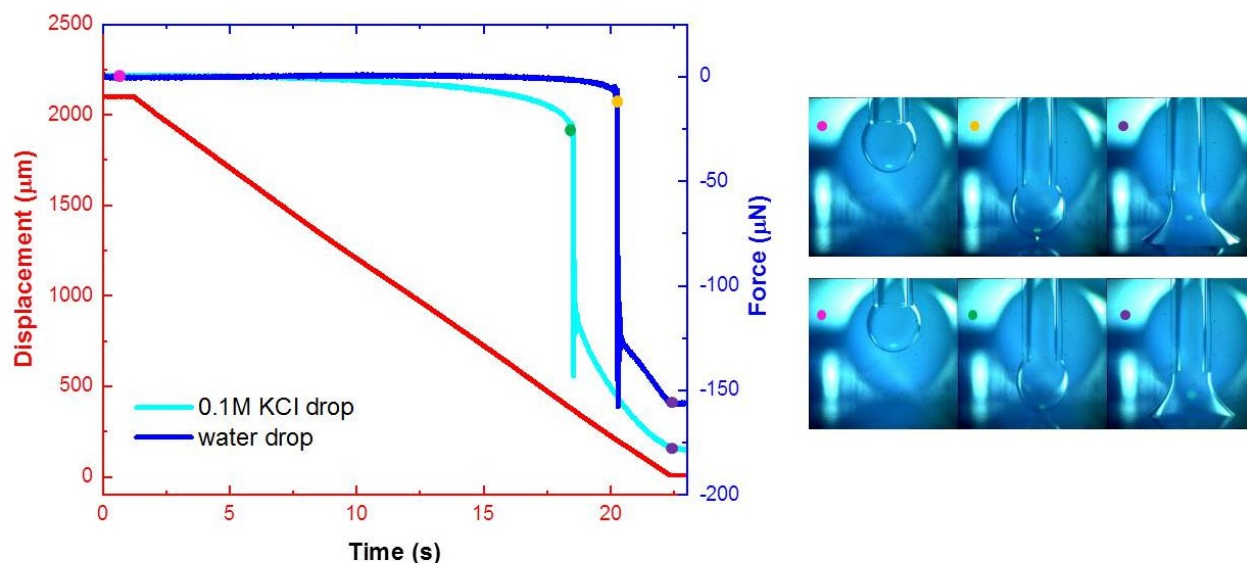 2500
2000
1500
1000
500
0
Displacement (μm)
0
-50
-100
-150
-200
Force (μN)
0.1M KCl drop
water drop
0 5 10 15 20
Time (s)